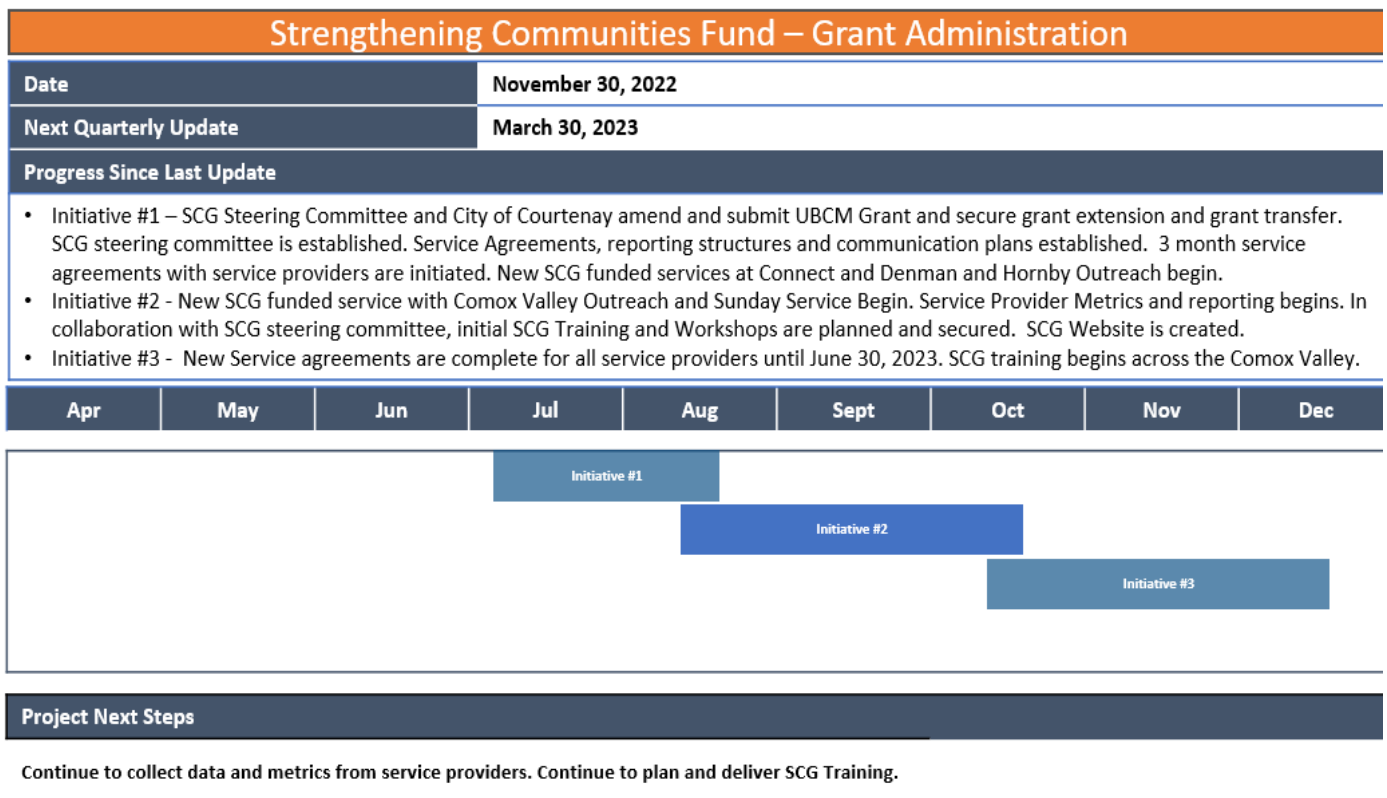 Strengthening Communities Fund – Grant Administration
Date
November 30, 2022
Next Quarterly Update
March 30, 2023
Progress Since Last Update
• Initiative #1 – SCG Steering Committee and City of Courtenay amend and submit UBCM Grant and secure grant extension and grant transfer.
SCG steering committee is established. Service Agreements, reporting structures and communication plans established.  3 month service
agreements with service providers are initiated. New SCG funded services at Connect and Denman and Hornby Outreach begin.
• Initiative #2 - New SCG funded service with Comox Valley Outreach and Sunday Service Begin. Service Provider Metrics and reporting begins. In
collaboration with SCG steering committee, initial SCG Training and Workshops are planned and secured.  SCG Website is created.
• Initiative #3 -  New Service agreements are complete for all service providers until June 30, 2023. SCG training begins across the Comox Valley.
Apr May Jun Jul Aug Sept Oct Nov Dec
Initiative #1
Initiative #2
Initiative #3
Project Next Steps
Continue to collect data and metrics from service providers. Continue to plan and deliver SCG Training.